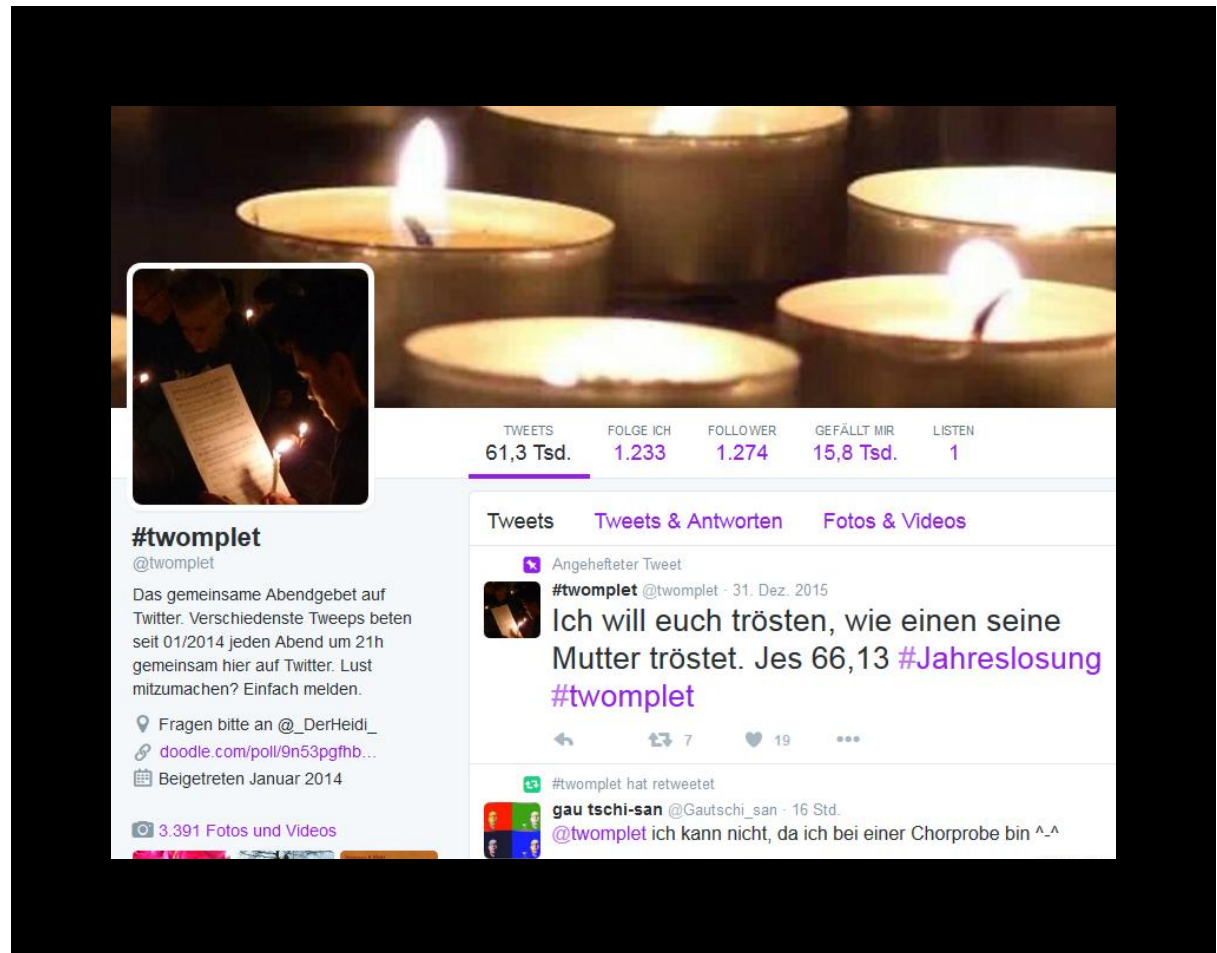 TWEETS FOLGE ICH FOLLOWER GEFÄLLT MIR LISTEN
61,3 Tsd. 1.233 1.274 15,8 Tsd. 1
#twomplet
@twomplet
Das gemeinsame Abendgebet auf
Twitter. Verschiedenste Tweeps beten
seit 01/2014 jeden Abend um 21h
gemeinsam hier auf Twitter. Lust
mitzumachen? Einfach melden.
Fragen bitte an @_DerHeidi_
doodle.com/poll/9n53pgfhb…
Beigetreten Januar 2014
3.391 Fotos und Videos
Tweets Tweets & Antworten Fotos & Videos
Angehefteter Tweet
#twomplet @twomplet · 31. Dez. 2015
Ich will euch trösten, wie einen seine
Mutter tröstet. Jes 66,13 #Jahreslosung
#twomplet
7 19
#twomplet hat retweetet
gau tschi-san @Gautschi_san · 16 Std.
@twomplet ich kann nicht, da ich bei einer Chorprobe bin ^-^